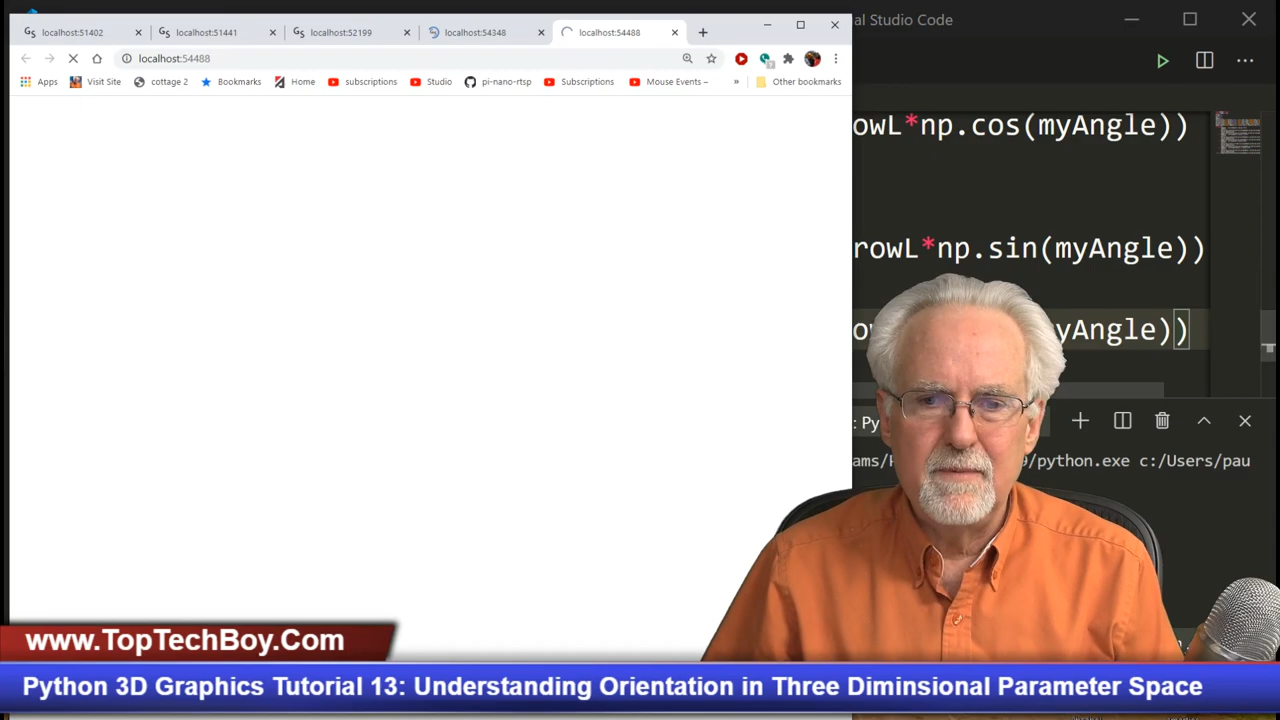 localhost:51402 localhost:51441 localhost:52199 localhost:54348 localhost:54488
al Studio Code
localhost:54488
Apps Visit Site cottage 2 Bookmarks Home subscriptions Studio pi-nano-rtsp Subscriptions Mouse Events – » Other bookmarks
owL*np.cos(myAngle))
rowL*np.sin(myAngle))
yAngle))
: Py
/python.exe c:/Users/pau
www.TopTechBoy.Com
Python 3D Graphics Tutorial 13: Understanding Orientation in Three Diminsional Parameter Space